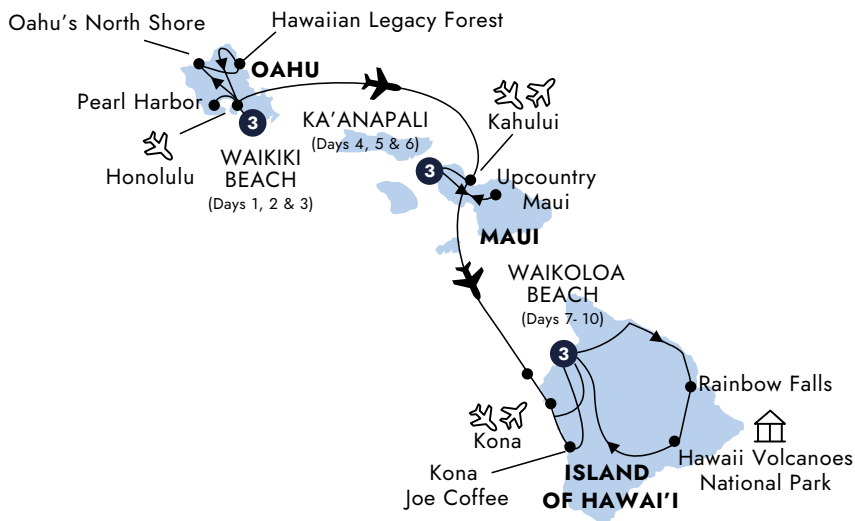 Oahu's North Shore
Hawaiian Legacy Forest
OAHU
Pearl Harbor
3
Honolulu
WAIKIKI
BEACH
(Days 1, 2 & 3)
KA'ANAPALI
(Days 4, 5 & 6)
3
Kahului
Upcountry
Maui
MAUI
WAIKOLOA
BEACH
(Days 7- 10)
3
Rainbow Falls
Hawaii Volcanoes
National Park
Kona
Kona
Joe Coffee
ISLAND
OF HAWAI'I